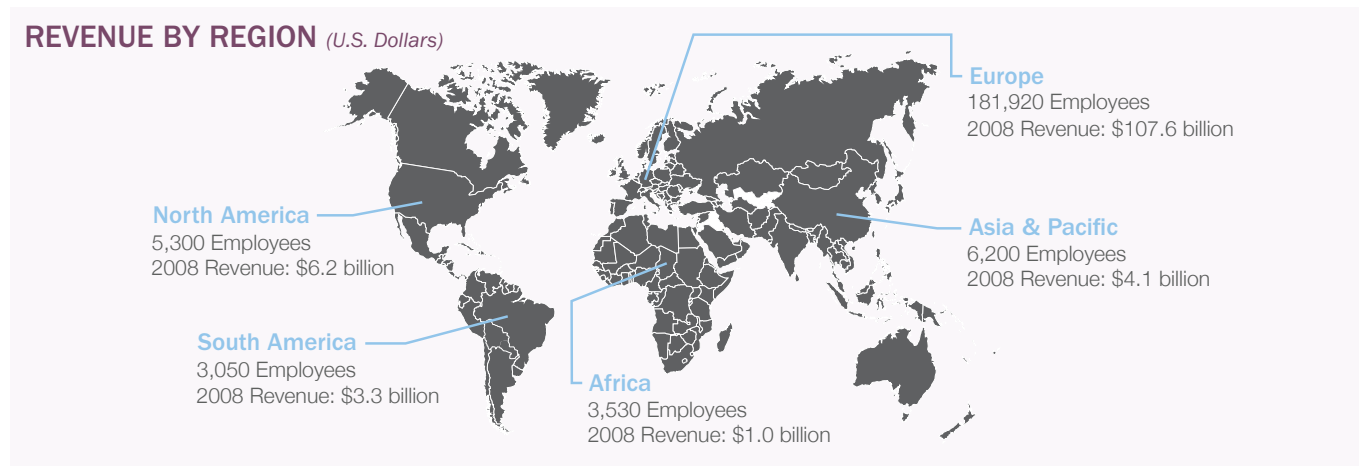 REVENUE BY REGION (U.S. Dollars)
Europe
181,920 Employees
2008 Revenue: $107.6 billion
North America
5,300 Employees
2008 Revenue: $6.2 billion
Asia & Pacific
6,200 Employees
2008 Revenue: $4.1 billion
South America
3,050 Employees
2008 Revenue: $3.3 billion
Africa
3,530 Employees
2008 Revenue: $1.0 billion